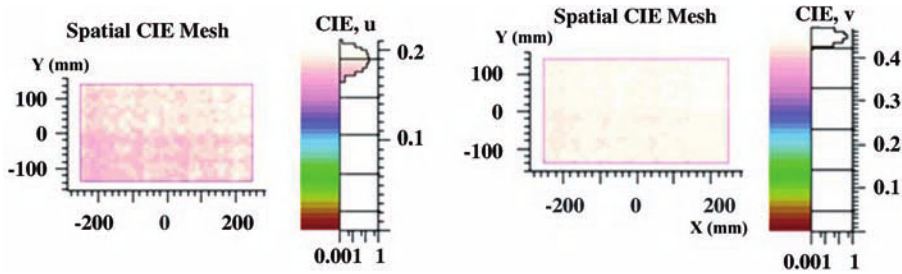 Spatial CIE Mesh
CIE, u
Y (mm)
100
0
-100
-200 0 200
(mm)
0.2
0.1
0.001 1
Spatial CIE Mesh
CIE, v
Y (mm)
100
0
-100
-200 0 200
X (mm)
0.4
0.3
0.2
0.1
0.001 1